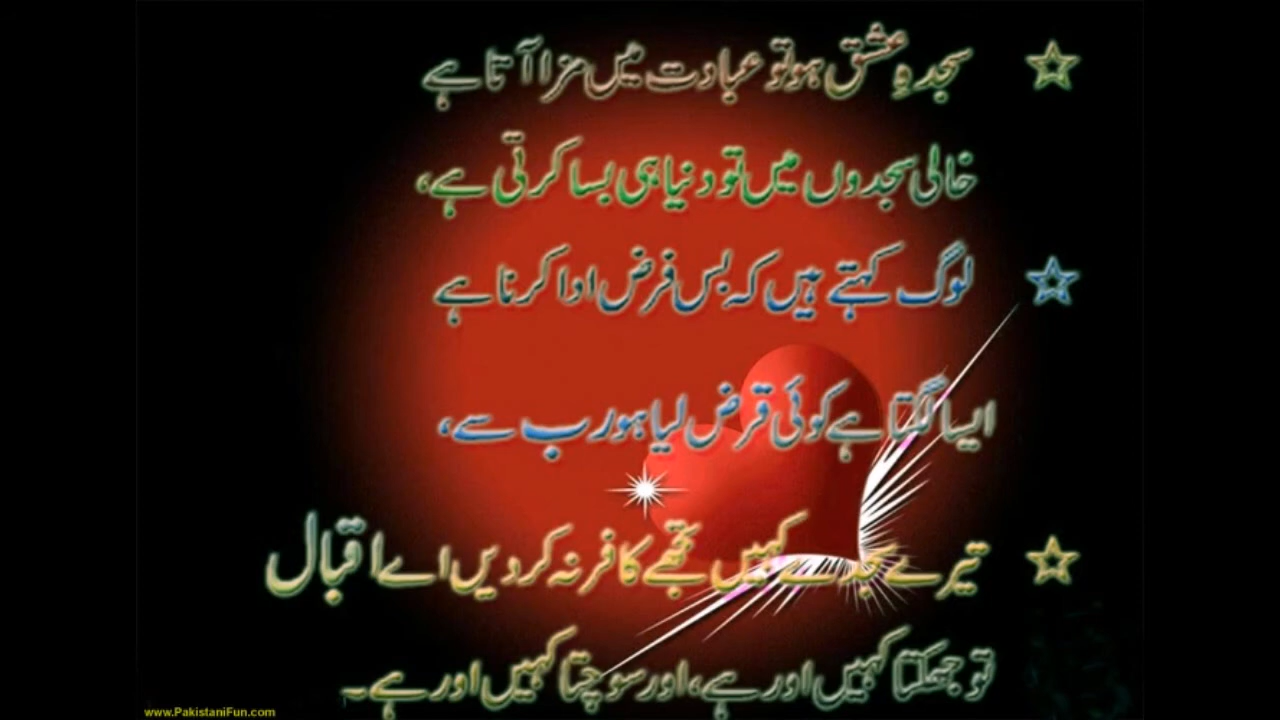 سجدہِ عشق ہو تو عبادت میں مزا آتا ہے
خالی سجدوں میں تو دنیا ہی بسا کرتی ہے،
لوگ کہتے ہیں کہ بس فرض ادا کرنا ہے
ایسا لگتا ہے کوئی قرض لیا ہو رب سے،
تیرے سجدے کہیں تجھے کافر نہ کر دیں اے اقبال
تو جھکتا کہیں اور ہے، اور سوچتا کہیں اور ہے۔
www.PakistaniFun.com